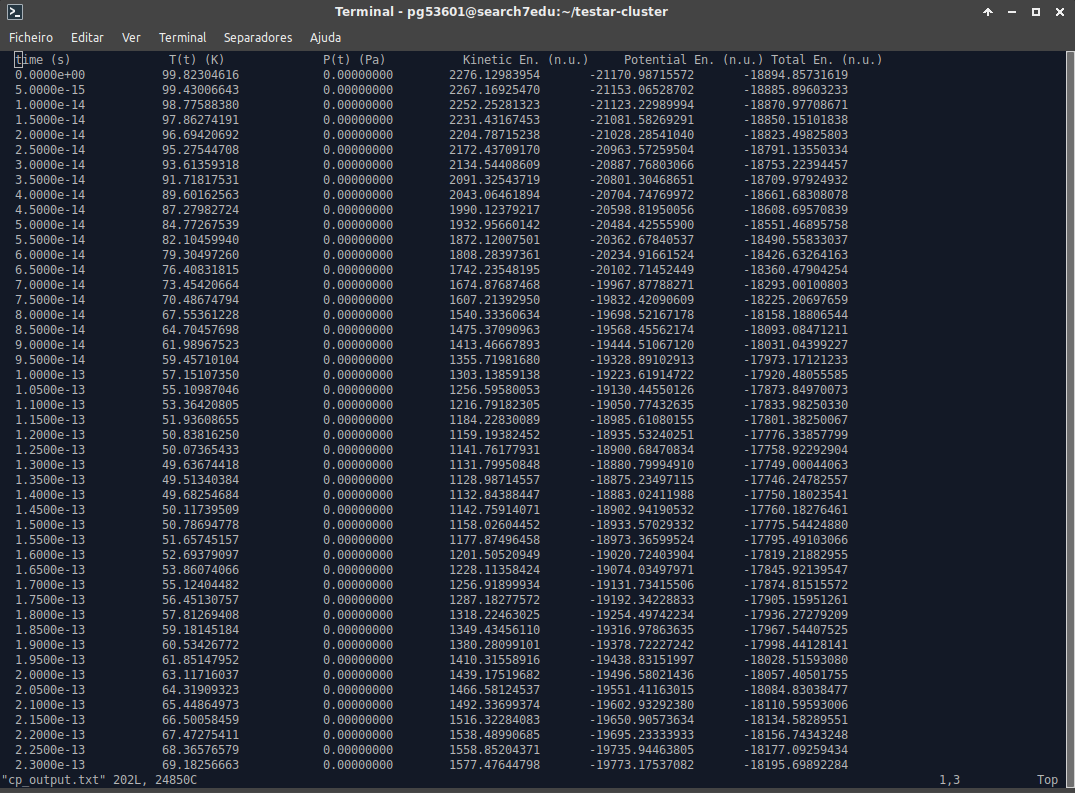 Terminal - pg53601@search7edu:~/testar-cluster
Ficheiro Editar Ver Terminal Separadores Ajuda
time (s) T(t) (K) P(t) (Pa) Kinetic En. (n.u.) Potential En. (n.u.) Total En. (n.u.)
0.0000e+00 99.82304616 0.00000000 2276.12983954 -21170.98715572 -18894.85731619
5.0000e-15 99.43006643 0.00000000 2267.16925470 -21153.06528702 -18885.89603233
1.0000e-14 98.77588380 0.00000000 2252.25281323 -21123.22989994 -18870.97708671
1.5000e-14 97.86274191 0.00000000 2231.43167453 -21081.58269291 -18850.15101838
2.0000e-14 96.69420692 0.00000000 2204.78715238 -21028.28541040 -18823.49825803
2.5000e-14 95.27544708 0.00000000 2172.43709170 -20963.57259504 -18791.13550334
3.0000e-14 93.61359318 0.00000000 2134.54408609 -20887.76803066 -18753.22394457
3.5000e-14 91.71817531 0.00000000 2091.32543719 -20801.30468651 -18709.97924932
4.0000e-14 89.60162563 0.00000000 2043.06461894 -20704.74769972 -18661.68308078
4.5000e-14 87.27982724 0.00000000 1990.12379217 -20598.81950056 -18608.69570839
5.0000e-14 84.77267539 0.00000000 1932.95660142 -20484.42555900 -18551.46895758
5.5000e-14 82.10459940 0.00000000 1872.12007501 -20362.67840537 -18490.55833037
6.0000e-14 79.30497260 0.00000000 1808.28397361 -20234.91661524 -18426.63264163
6.5000e-14 76.40831815 0.00000000 1742.23548195 -20102.71452449 -18360.47904254
7.0000e-14 73.45420664 0.00000000 1674.87687468 -19967.87788271 -18293.00100803
7.5000e-14 70.48674794 0.00000000 1607.21392950 -19832.42090609 -18225.20697659
8.0000e-14 67.55361228 0.00000000 1540.33360634 -19698.52167178 -18158.18806544
8.5000e-14 64.70457698 0.00000000 1475.37090963 -19568.45562174 -18093.08471211
9.0000e-14 61.98967523 0.00000000 1413.46667893 -19444.51067120 -18031.04399227
9.5000e-14 59.45710104 0.00000000 1355.71981680 -19328.89102913 -17973.17121233
1.0000e-13 57.15107350 0.00000000 1303.13859138 -19223.61914722 -17920.48055585
1.0500e-13 55.10987046 0.00000000 1256.59580053 -19130.44550126 -17873.84970073
1.1000e-13 53.36420805 0.00000000 1216.79182305 -19050.77432635 -17833.98250330
1.1500e-13 51.93608655 0.00000000 1184.22830089 -18985.61080155 -17801.38250067
1.2000e-13 50.83816250 0.00000000 1159.19382452 -18935.53240251 -17776.33857799
1.2500e-13 50.07365433 0.00000000 1141.76177931 -18900.68470834 -17758.92292904
1.3000e-13 49.63674418 0.00000000 1131.79950848 -18880.79994910 -17749.00044063
1.3500e-13 49.51340384 0.00000000 1128.98714557 -18875.23497115 -17746.24782557
1.4000e-13 49.68254684 0.00000000 1132.84388447 -18883.02411988 -17750.18023541
1.4500e-13 50.11739509 0.00000000 1142.75914071 -18902.94190532 -17760.18276461
1.5000e-13 50.78694778 0.00000000 1158.02604452 -18933.57029332 -17775.54424880
1.5500e-13 51.65745157 0.00000000 1177.87496458 -18973.36599524 -17795.49103066
1.6000e-13 52.69379097 0.00000000 1201.50520949 -19020.72403904 -17819.21882955
1.6500e-13 53.86074066 0.00000000 1228.11358424 -19074.03497971 -17845.92139547
1.7000e-13 55.12404482 0.00000000 1256.91899934 -19131.73415506 -17874.81515572
1.7500e-13 56.45130757 0.00000000 1287.18277572 -19192.34228833 -17905.15951261
1.8000e-13 57.81269408 0.00000000 1318.22463025 -19254.49742234 -17936.27279209
1.8500e-13 59.18145184 0.00000000 1349.43456110 -19316.97863635 -17967.54407525
1.9000e-13 60.53426772 0.00000000 1380.28099101 -19378.72227242 -17998.44128141
1.9500e-13 61.85147952 0.00000000 1410.31558916 -19438.83151997 -18028.51593080
2.0000e-13 63.11716037 0.00000000 1439.17519682 -19496.58021436 -18057.40501755
2.0500e-13 64.31909323 0.00000000 1466.58124537 -19551.41163015 -18084.83038477
2.1000e-13 65.44864973 0.00000000 1492.33699374 -19602.93292380 -18110.59593006
2.1500e-13 66.50058459 0.00000000 1516.32284083 -19650.90573634 -18134.58289551
2.2000e-13 67.47275411 0.00000000 1538.48990685 -19695.23333933 -18156.74343248
2.2500e-13 68.36576579 0.00000000 1558.85204371 -19735.94463805 -18177.09259434
2.3000e-13 69.18256663 0.00000000 1577.47644798 -19773.17537082 -18195.69892284
"cp_output.txt" 202L, 24850C 1,3 Top